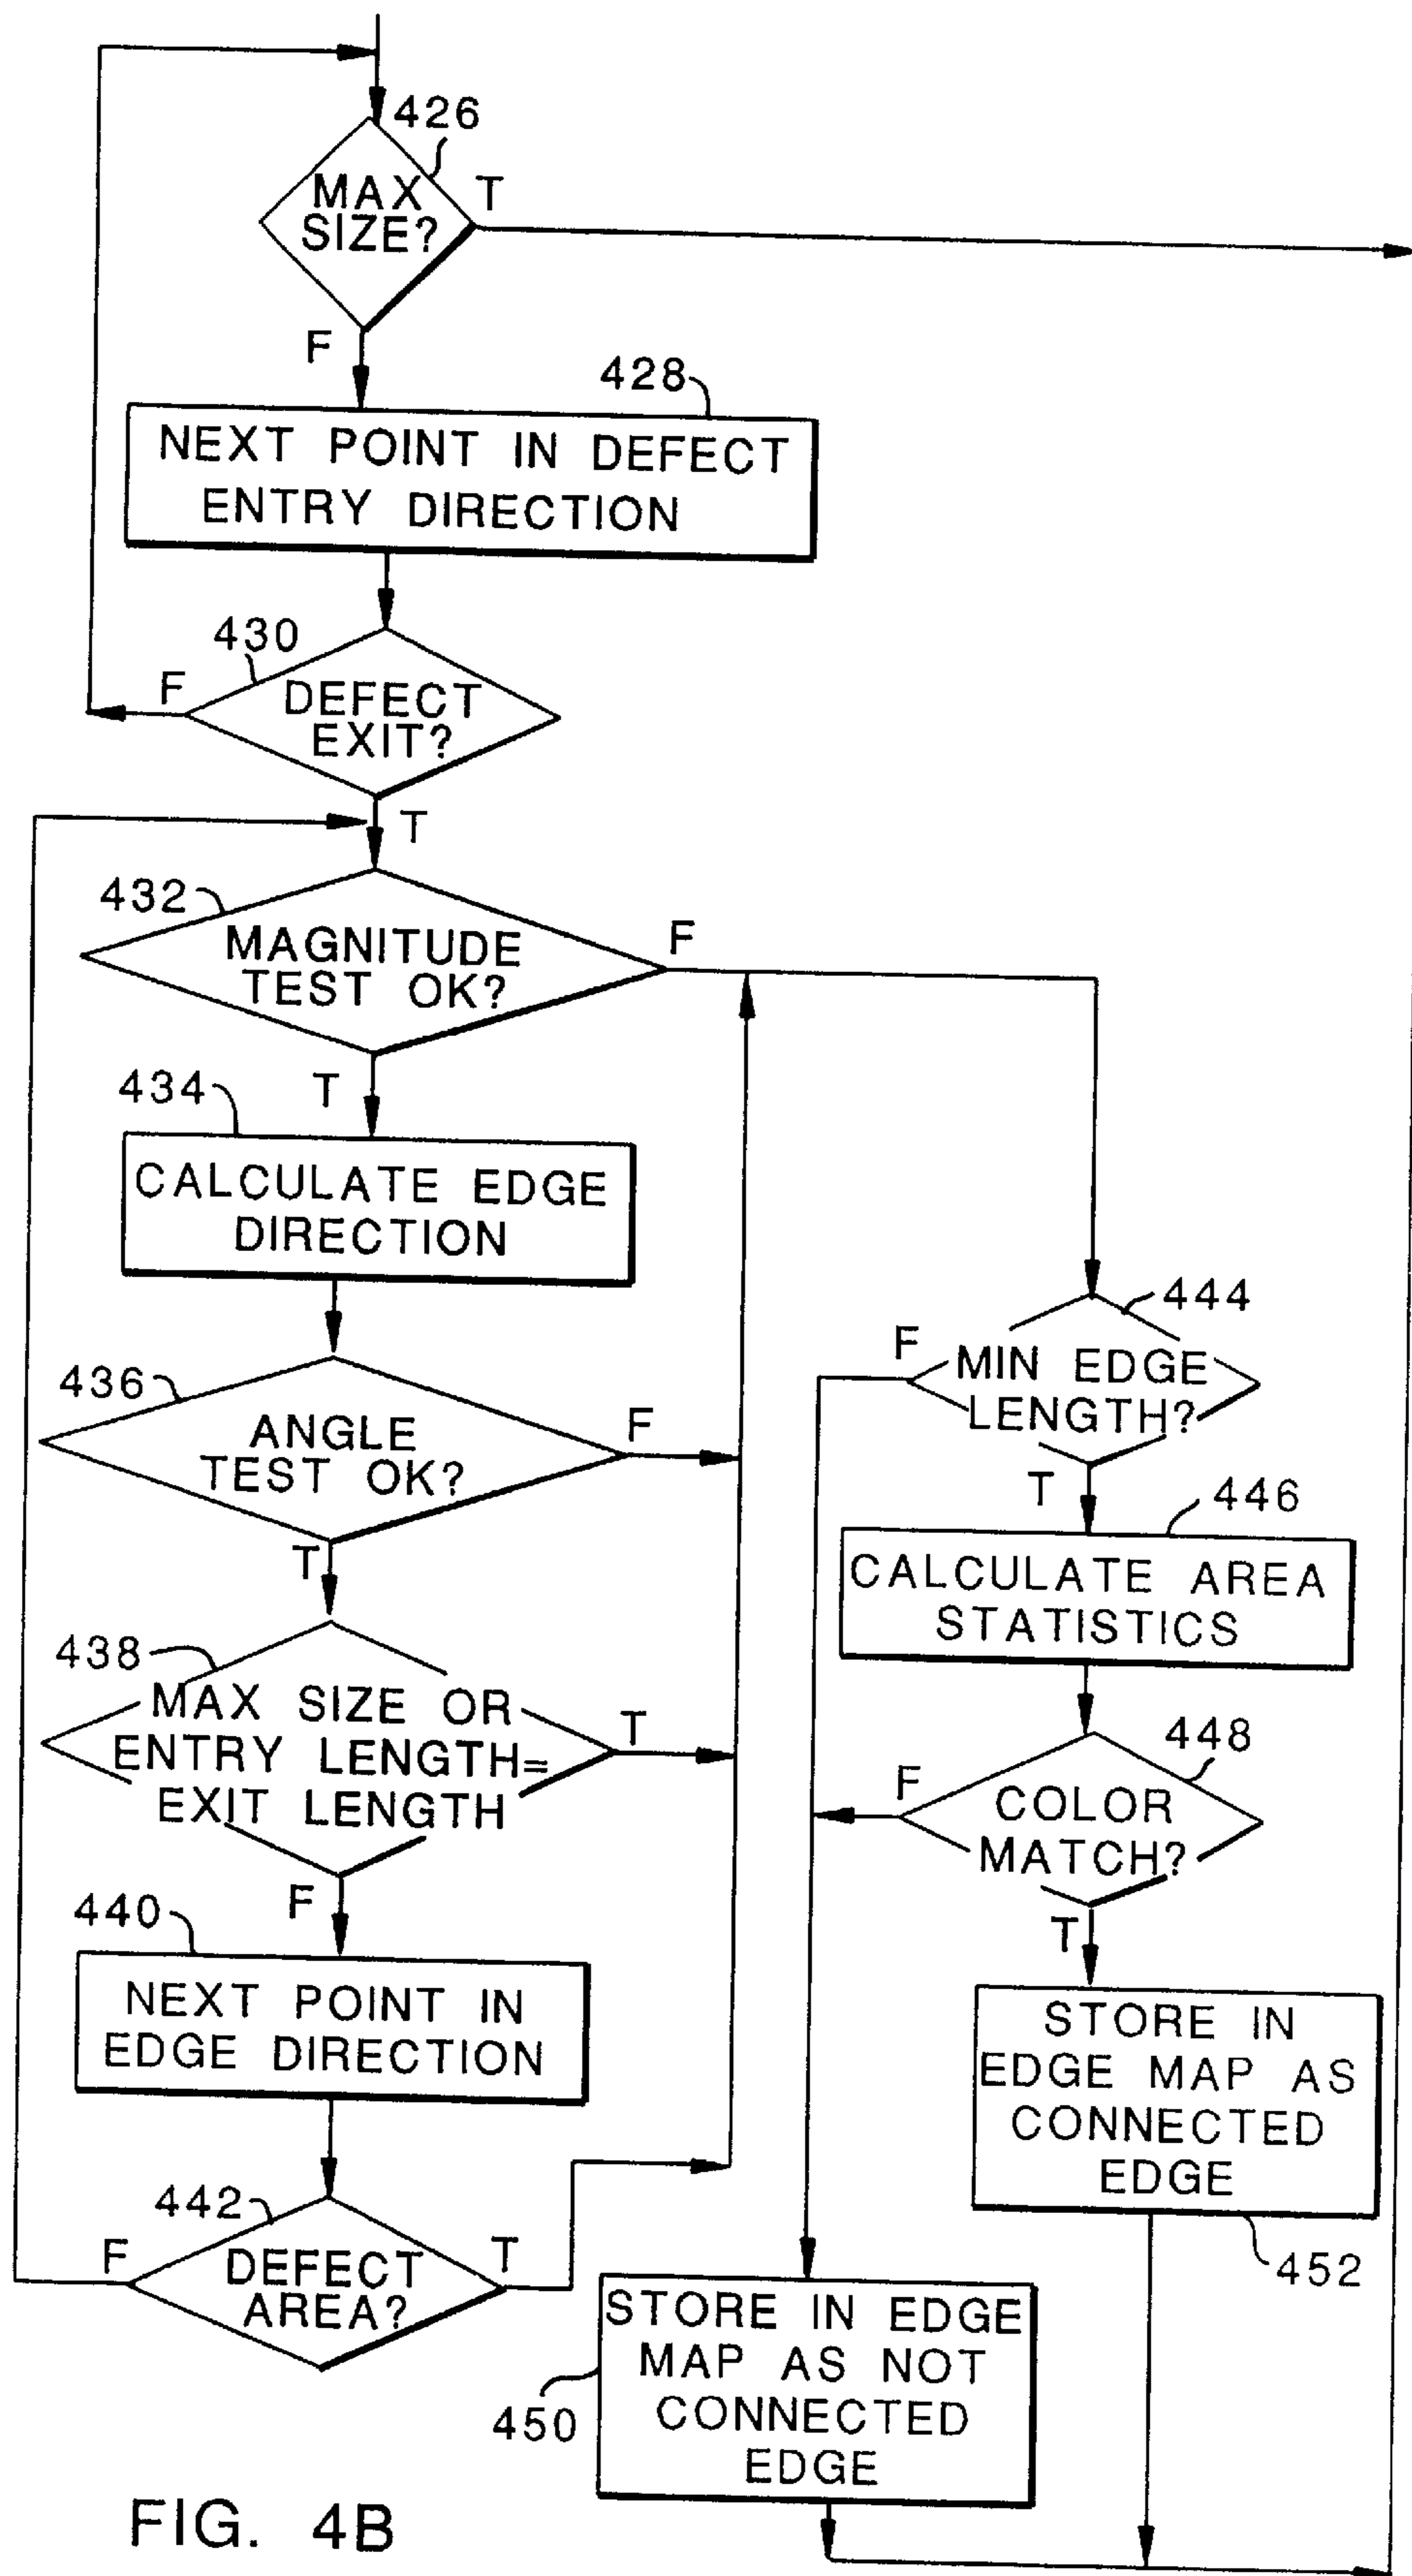 426
MAX
SIZE?
T
F
428
NEXT POINT IN DEFECT
ENTRY DIRECTION
430
F
DEFECT
EXIT?
T
432
MAGNITUDE
TEST OK?
F
T
434
CALCULATE EDGE
DIRECTION
436
ANGLE
TEST OK?
F
T
438
MAX SIZE OR
ENTRY LENGTH=
EXIT LENGTH
T
F
440
NEXT POINT IN
EDGE DIRECTION
442
F
DEFECT
AREA?
T
444
F
MIN EDGE
LENGTH?
T
446
CALCULATE AREA
STATISTICS
448
F
COLOR
MATCH?
T
STORE IN
EDGE MAP AS
CONNECTED
EDGE
452
STORE IN EDGE
MAP AS NOT
CONNECTED
EDGE
450
FIG. 4B